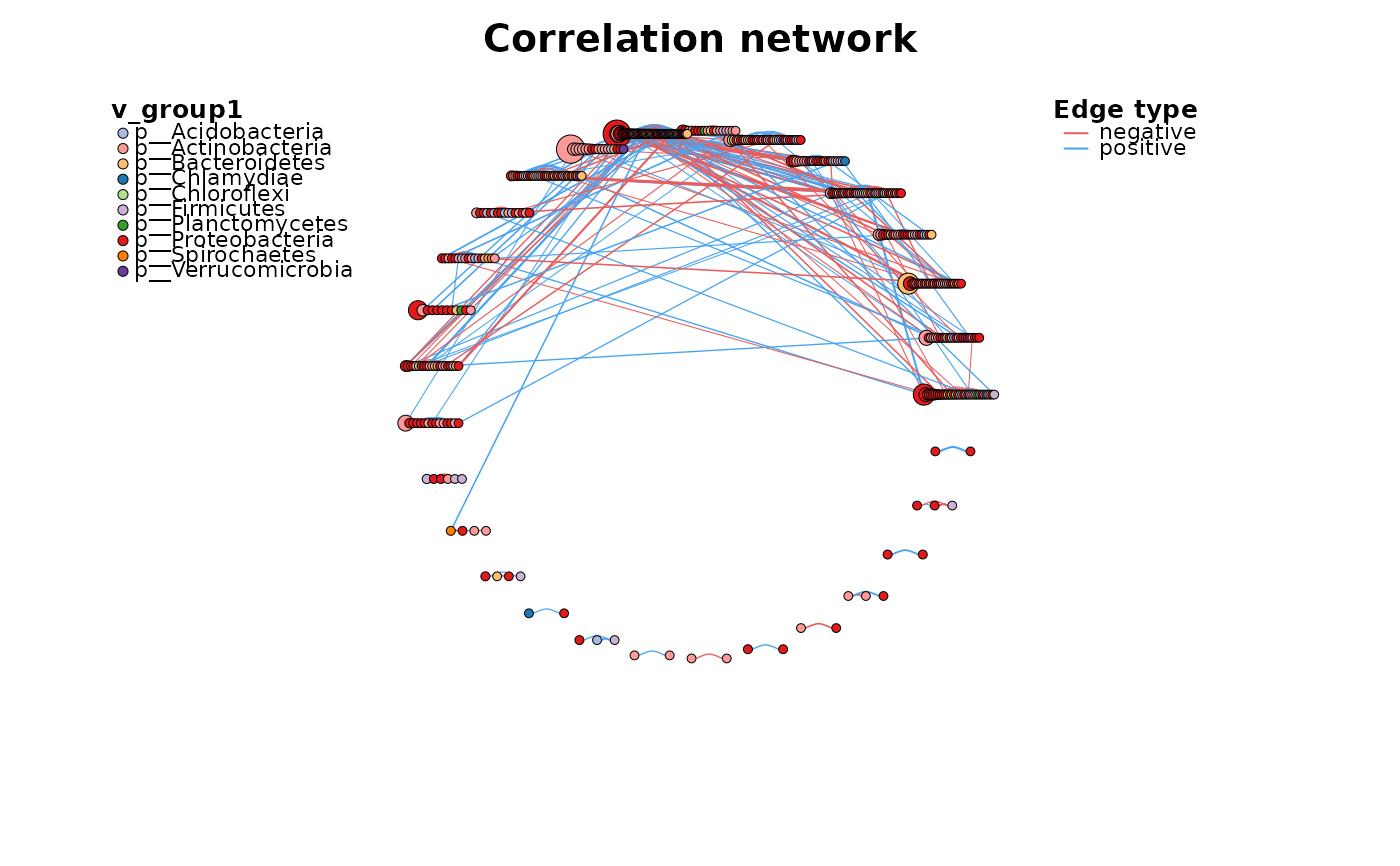 Correlation network
v_group1
p__Acidobacteria
p__Actinobacteria
p__Bacteroidetes
p__Chlamydiae
p__Chloroflexi
p__Firmicutes
p__Planctomycetes
p__Proteobacteria
p__Spirochaetes
p__Verrucomicrobia
Edge type
negative
positive